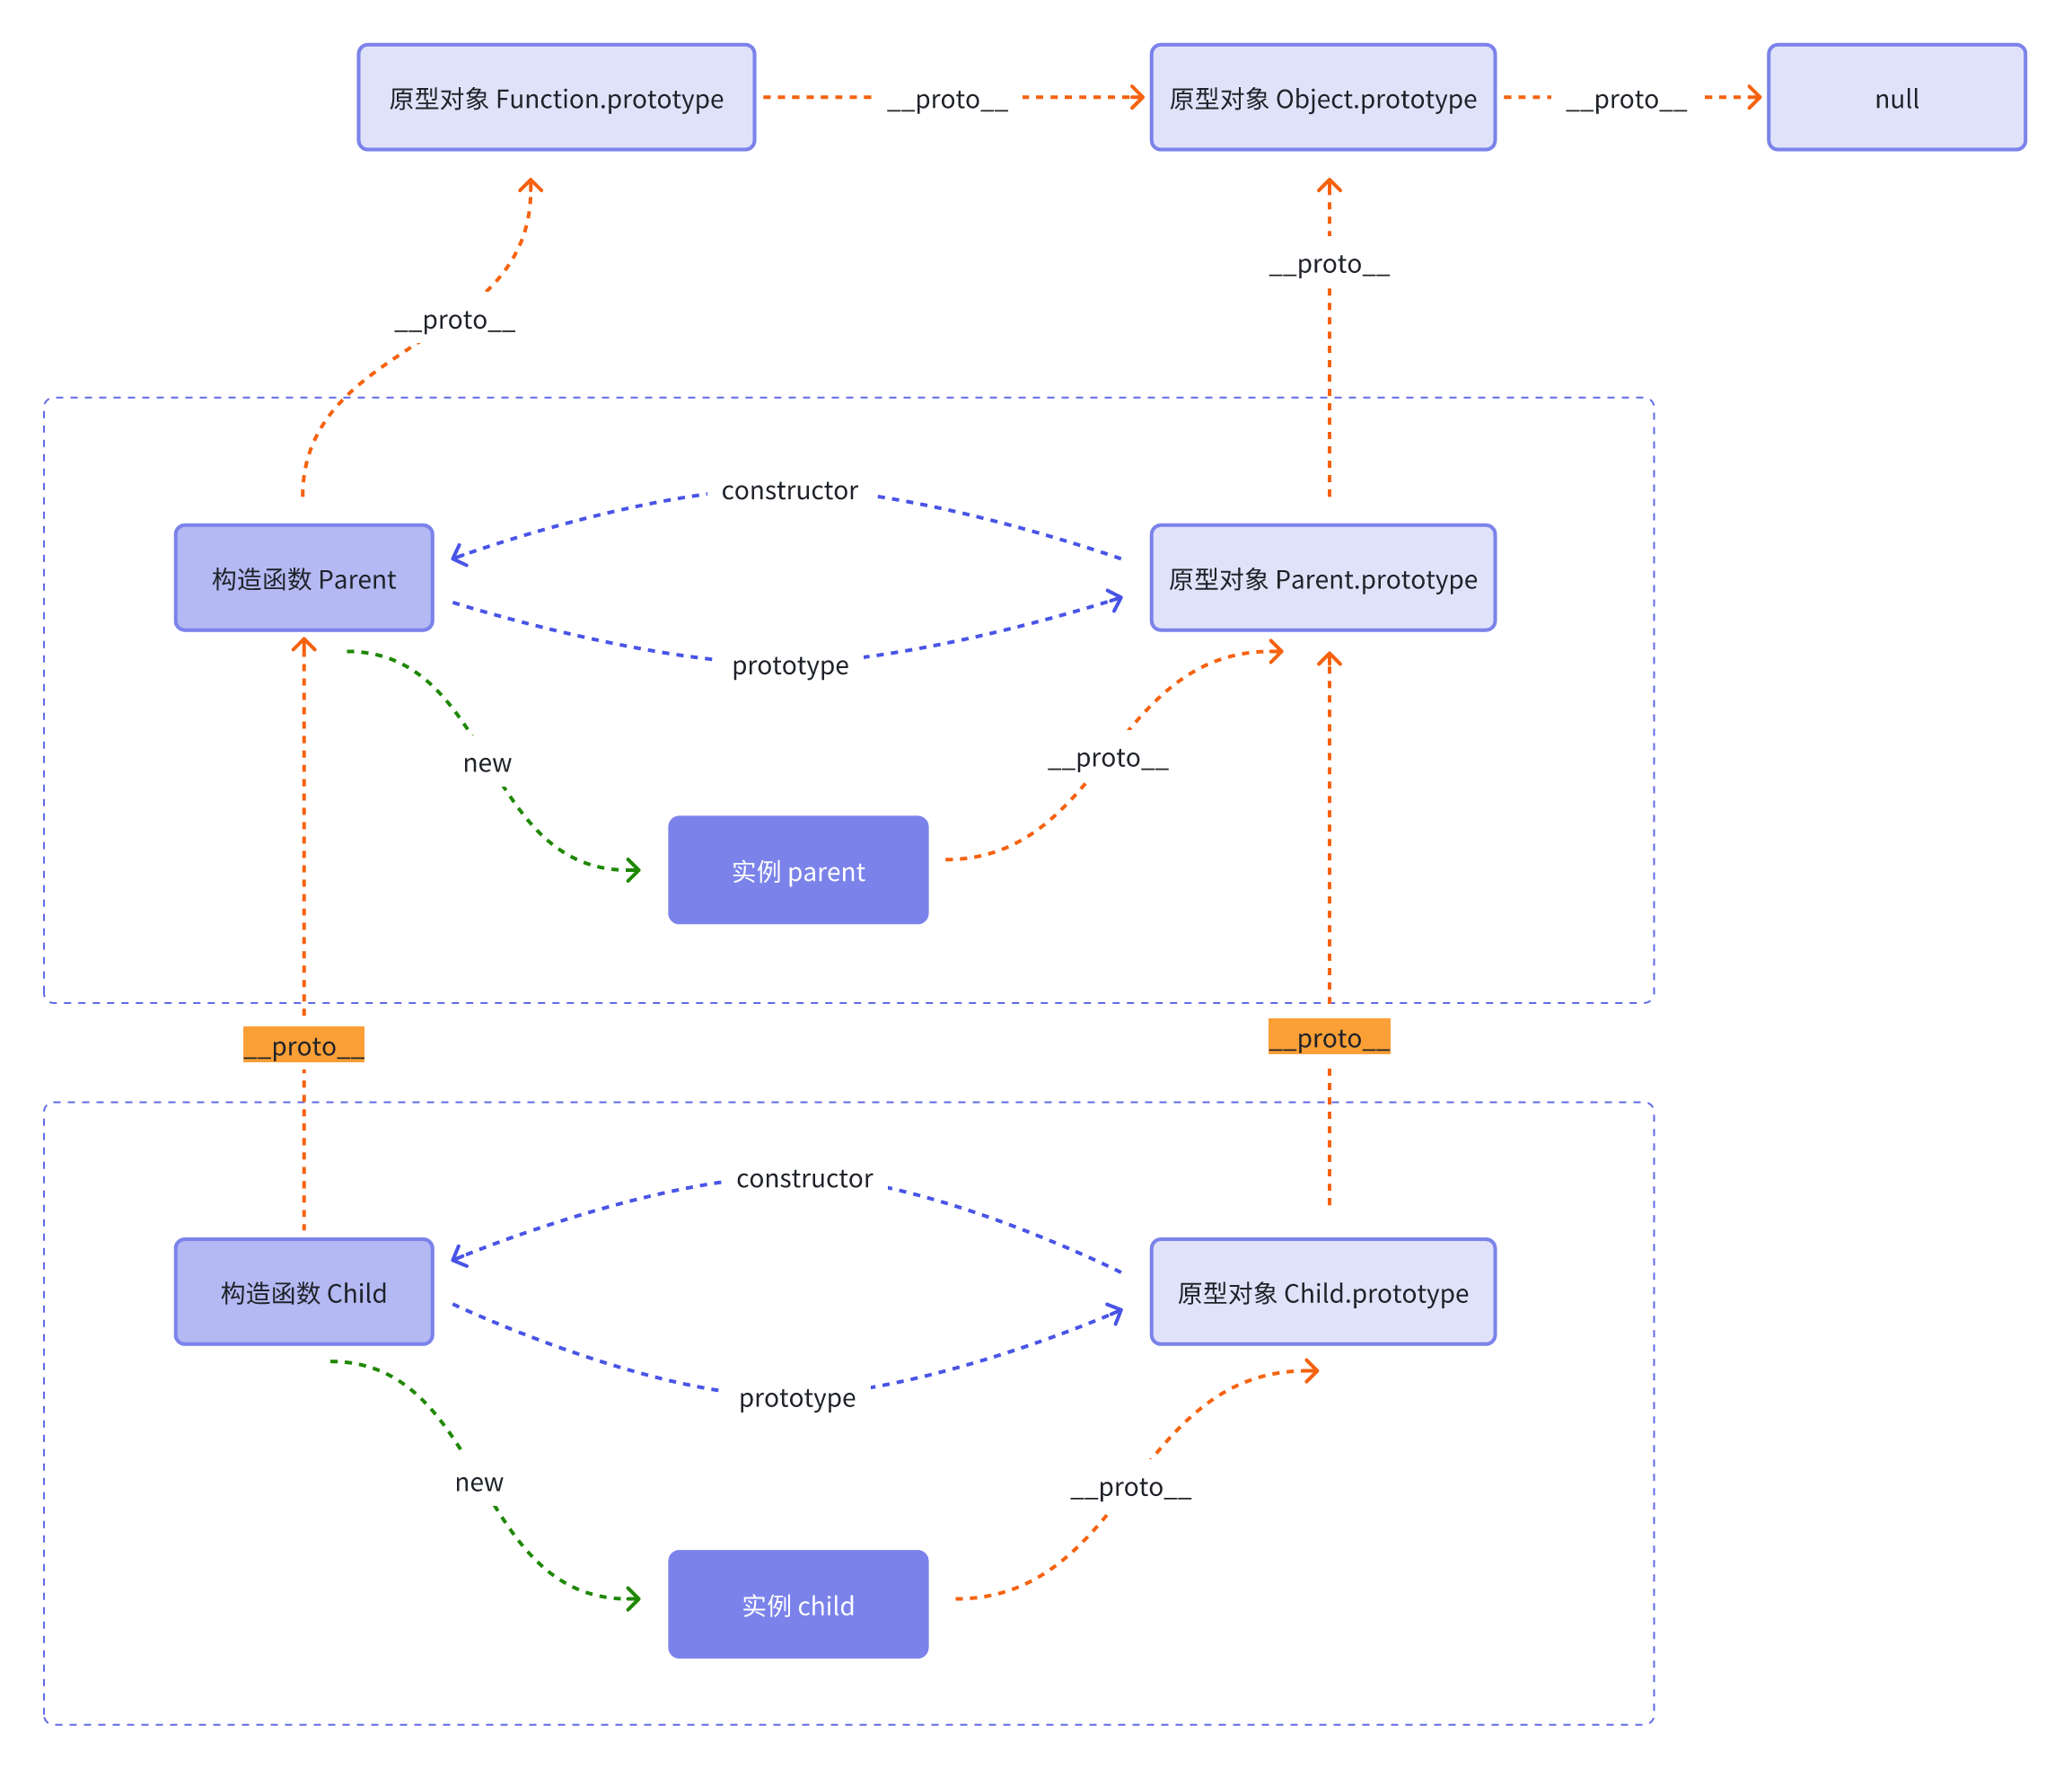 原型对象 Function.prototype
__proto__
原型对象 Object.prototype
__proto__
null
__proto__
__proto__
constructor
构造函数 Parent
原型对象 Parent.prototype
prototype
new
__proto__
实例 parent
__proto__
__proto__
constructor
构造函数 Child
原型对象 Child.prototype
prototype
new
__proto__
实例 child